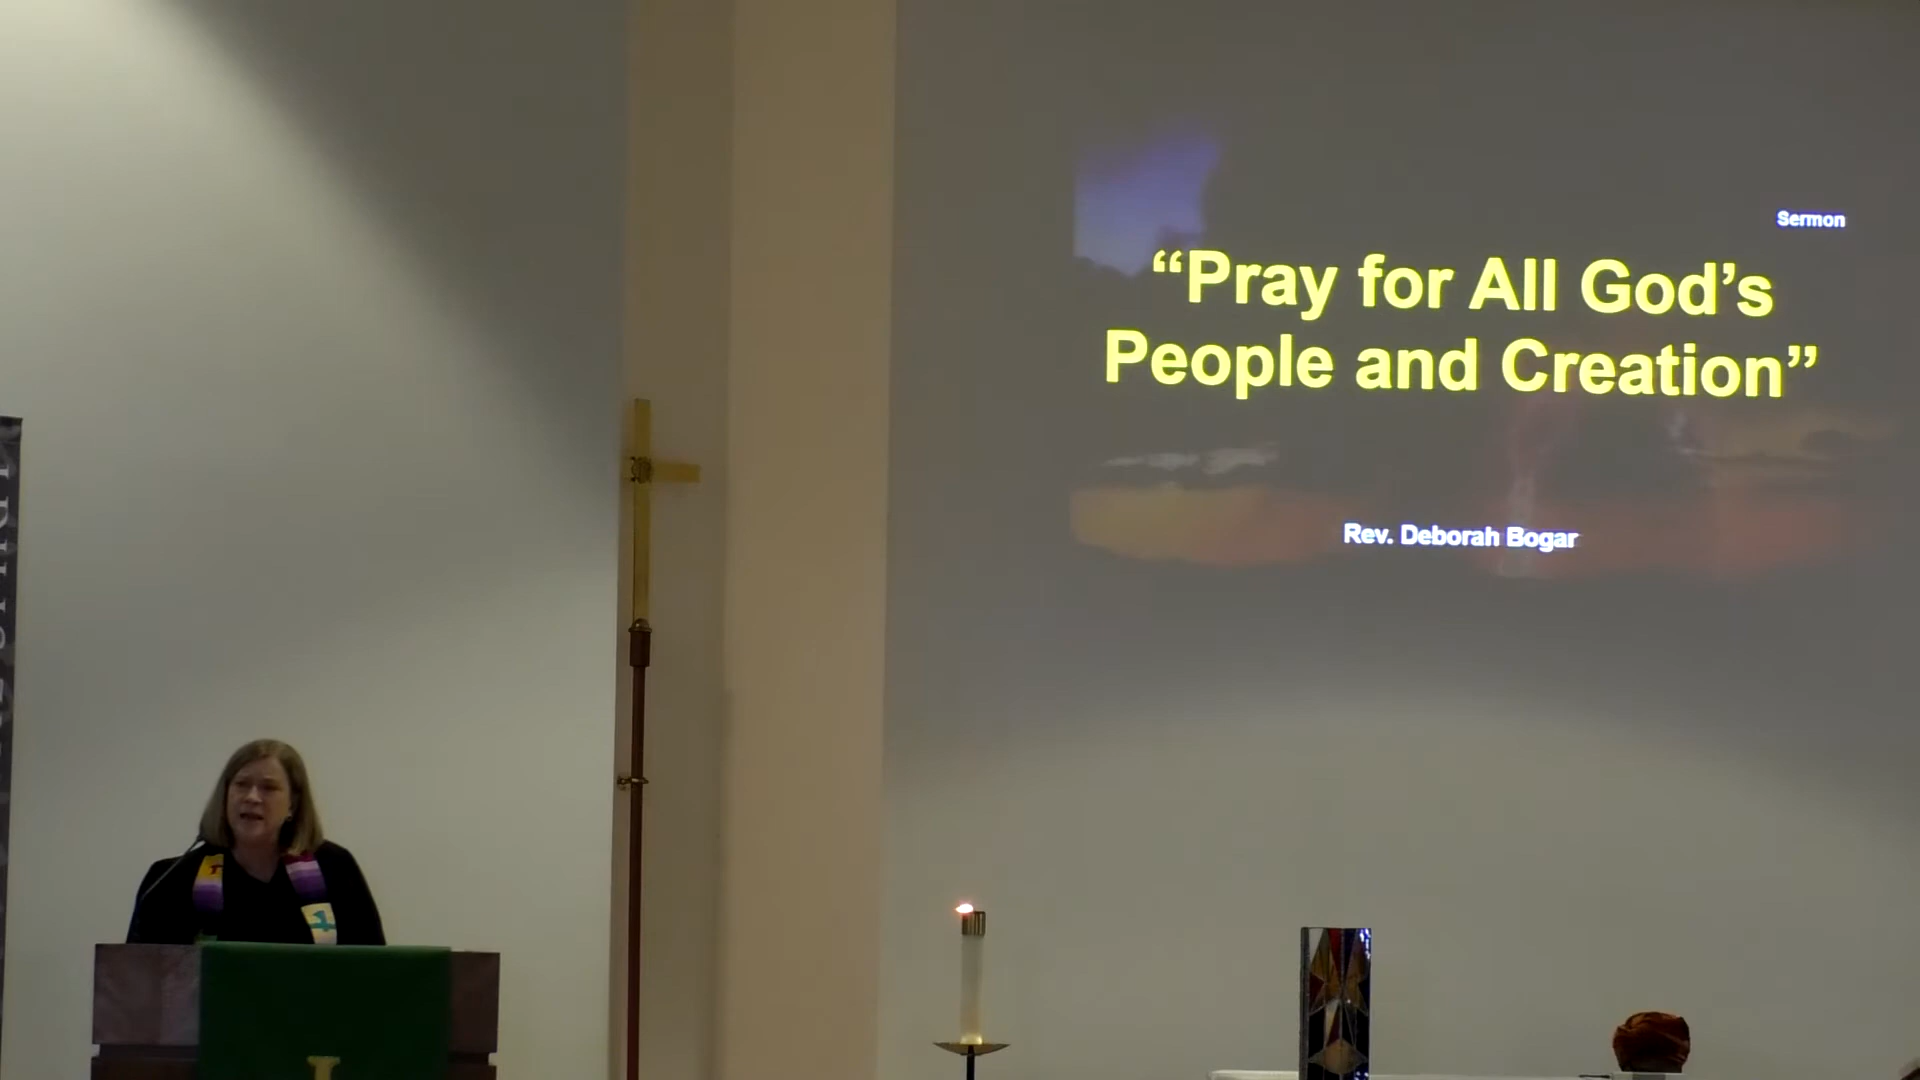 Sermon
“Pray for All God’s
People and Creation”
Rev. Deborah Bogar